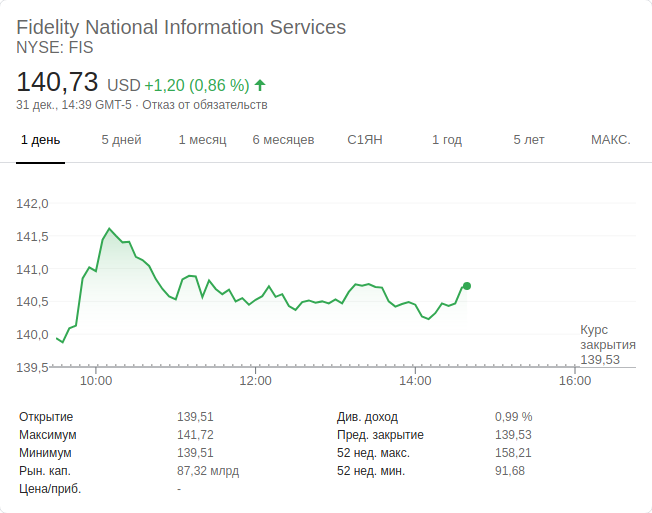 Fidelity National Information Services
NYSE: FIS
140,73 USD +1,20 (0,86 %)
31 дек., 14:39 GMT-5 · Отказ от обязательств
1 день 5 дней 1 месяц 6 месяцев С1ЯН 1 год 5 лет МАКС.
142,0
141,5
141,0
140,5
140,0
Курс
закрытия
139,53
139,5
10:00 12:00 14:00 16:00
Открытие 139,51 Див. доход 0,99 %
Максимум 141,72 Пред. закрытие 139,53
Минимум 139,51 52 нед. макс. 158,21
Рын. кап. 87,32 млрд 52 нед. мин. 91,68
Цена/приб. -